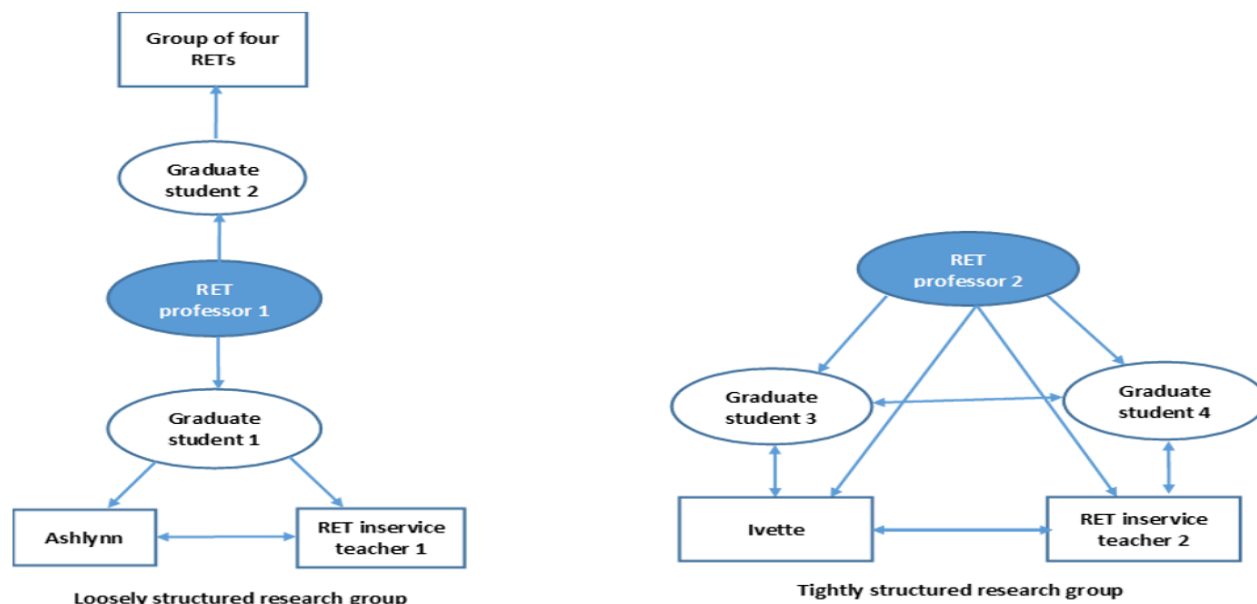 Group of four
RETs
Graduate
student 2
RET
professor 1
Graduate
student 1
Ashlynn
RET inservice
teacher 1
Loosely structured research group
RET
professor 2
Graduate
student 3
Graduate
student 4
Ivette
RET inservice
teacher 2
Tightly structured research group